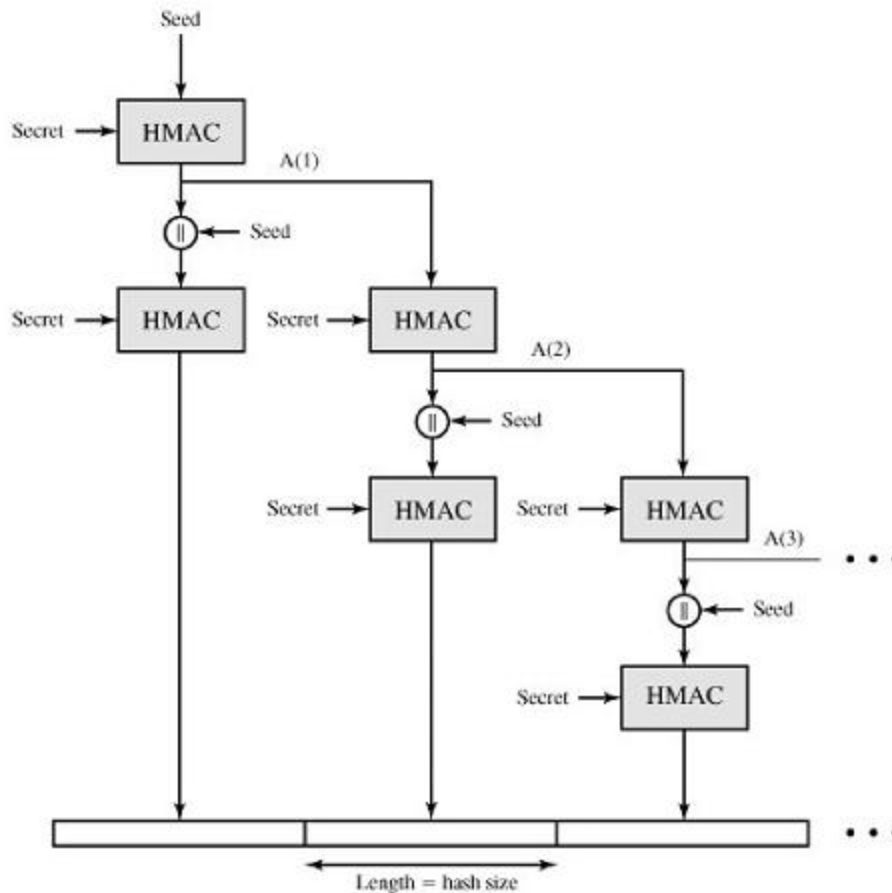 Seed
Secret HMAC
A(1)
|| Seed
Secret HMAC Secret HMAC
A(2)
|| Seed
Secret HMAC Secret HMAC
A(3)
• • •
|| Seed
Secret HMAC
• • •
Length = hash size